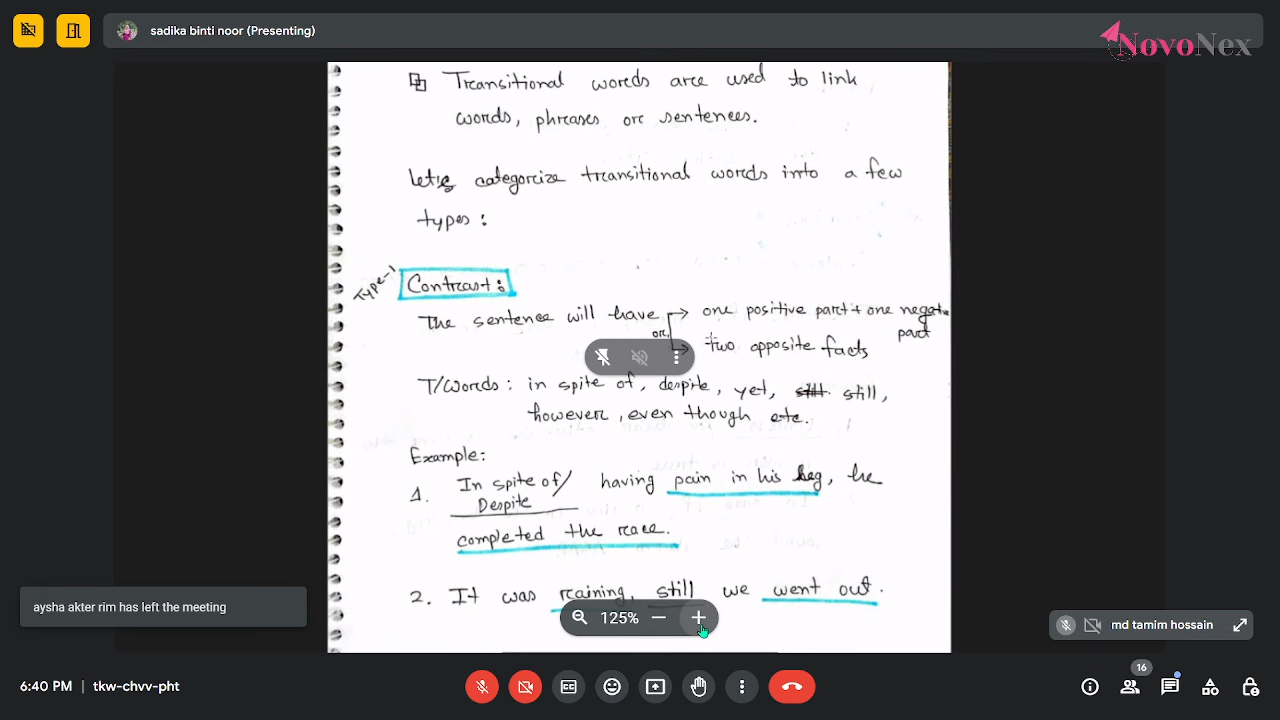 sadika binti noor (Presenting)
NovoNex
Transitional words are used to link
words, phrases or sentences.
Let's categorize transitional words into a few
types:
Type-1
Contrast:
The sentence will have → one positive part + one negative
part
or
→ two opposite facts
T/Words: in spite of, despite, yet, still,
however, even though etc.
Example:
1. In spite of/ having pain in his leg, he
Despite
completed the race.
2. It was raining, still we went out.
125%
aysha akter rim has left the meeting
md tamim hossain
16
6:40 PM | tkw-chvv-pht